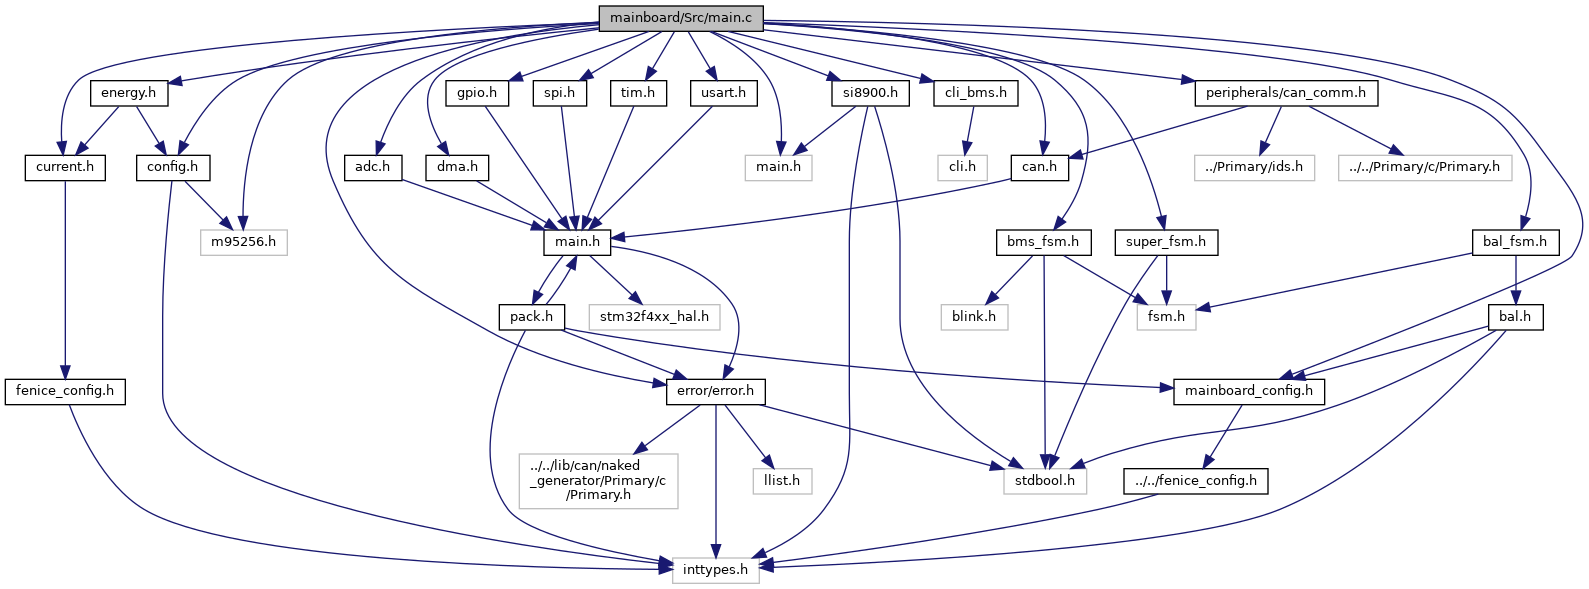 mainboard/Src/main.c
energy.h
gpio.h
spi.h
tim.h
usart.h
si8900.h
cli_bms.h
peripherals/can_comm.h
current.h
config.h
adc.h
dma.h
main.h
cli.h
can.h
../Primary/ids.h
../../Primary/c/Primary.h
m95256.h
main.h
bms_fsm.h
super_fsm.h
bal_fsm.h
pack.h
stm32f4xx_hal.h
blink.h
fsm.h
bal.h
fenice_config.h
error/error.h
mainboard_config.h
../../lib/can/naked
_generator/Primary/c
/Primary.h
llist.h
stdbool.h
../../fenice_config.h
inttypes.h